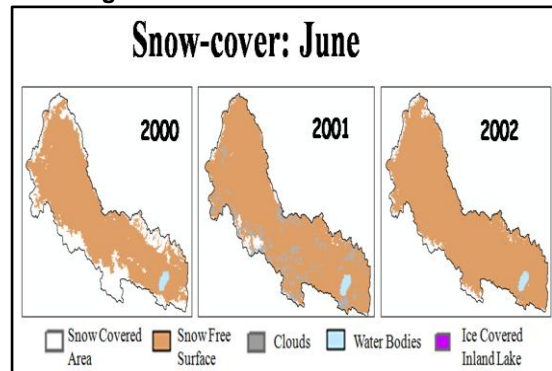 Snow-cover: June
2000
2001
2002
Snow Covered Area
Snow Free Surface
Clouds
Water Bodies
Ice Covered Inland Lake